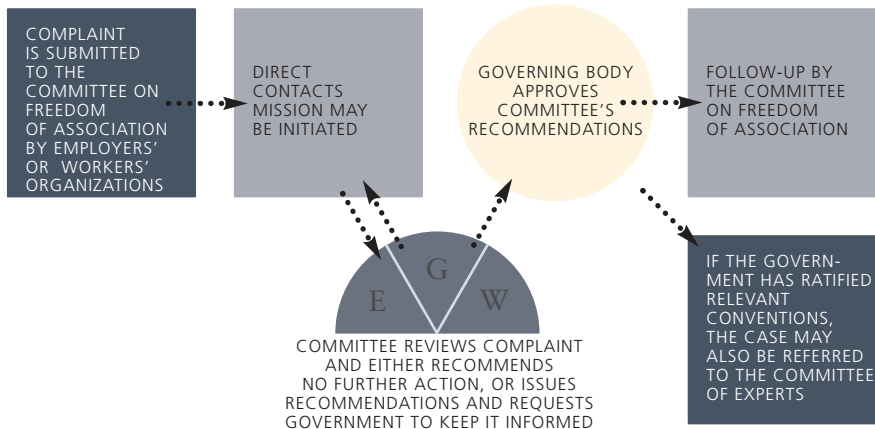 COMPLAINT
IS SUBMITTED
TO THE
COMMITTEE ON
FREEDOM
OF ASSOCIATION
BY EMPLOYERS’
OR WORKERS’
ORGANIZATIONS
DIRECT
CONTACTS
MISSION MAY
BE INITIATED
GOVERNING BODY
APPROVES
COMMITTEE’S
RECOMMENDATIONS
FOLLOW-UP BY
THE COMMITTEE
ON FREEDOM
OF ASSOCIATION
E
G
W
COMMITTEE REVIEWS COMPLAINT
AND EITHER RECOMMENDS
NO FURTHER ACTION, OR ISSUES
RECOMMENDATIONS AND REQUESTS
GOVERNMENT TO KEEP IT INFORMED
IF THE GOVERN-
MENT HAS RATIFIED
RELEVANT
CONVENTIONS,
THE CASE MAY
ALSO BE REFERRED
TO THE COMMITTEE
OF EXPERTS